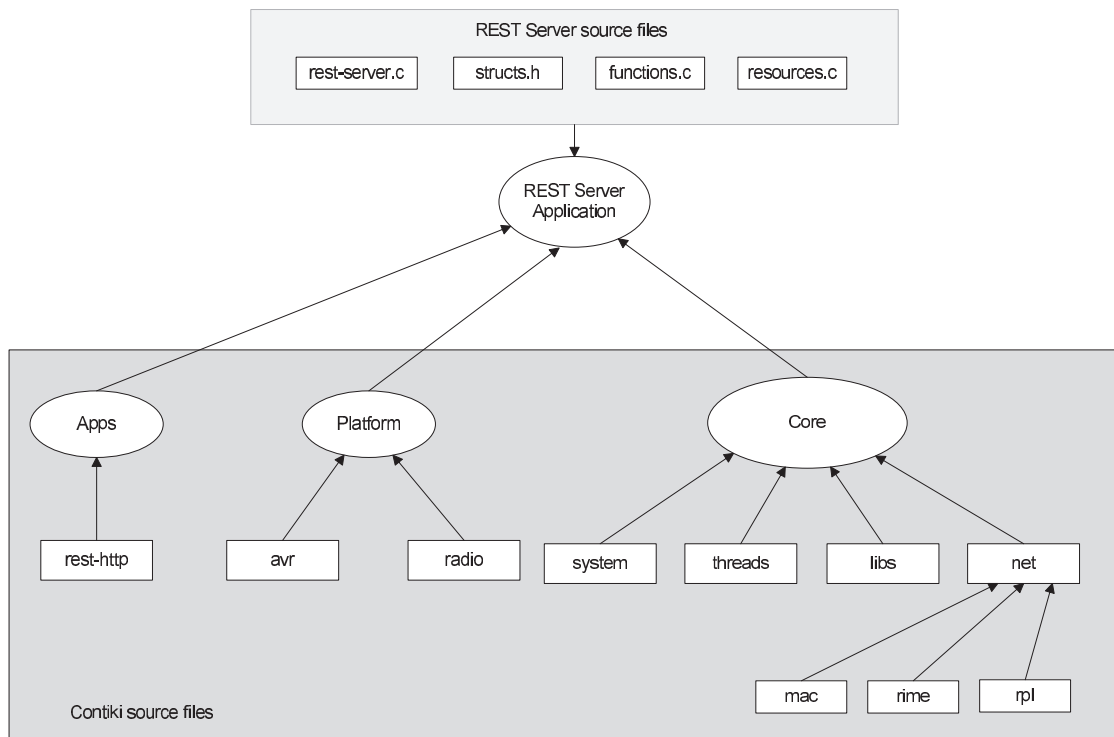 REST Server source files
rest-server.c
structs.h
functions.c
resources.c
REST Server
Application
Apps
Platform
Core
rest-http
avr
radio
system
threads
libs
net
mac
rime
rpl
Contiki source files